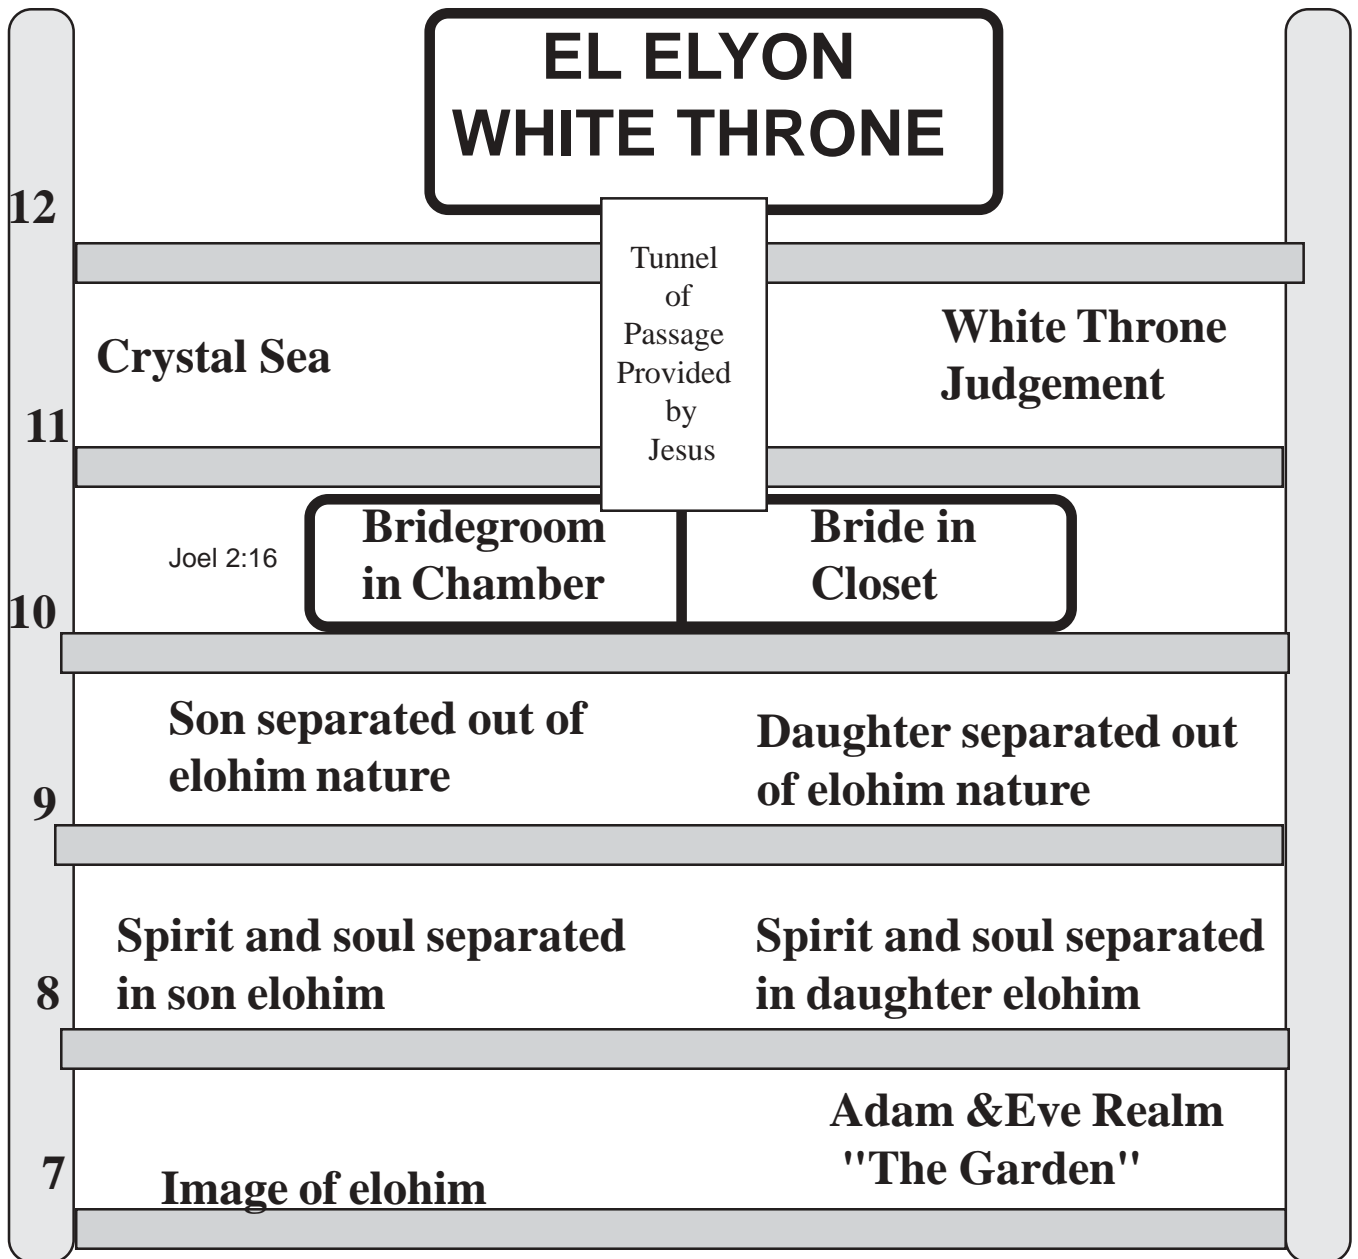 EL ELYON
WHITE THRONE
12
Tunnel
of
Passage
Provided
by
Jesus
Crystal Sea
White Throne
Judgement
11
Joel 2:16
Bridegroom
in Chamber
Bride in
Closet
10
Son separated out of
elohim nature
Daughter separated out
of elohim nature
9
Spirit and soul separated
in son elohim
Spirit and soul separated
in daughter elohim
8
Adam &Eve Realm
"The Garden"
7
Image of elohim